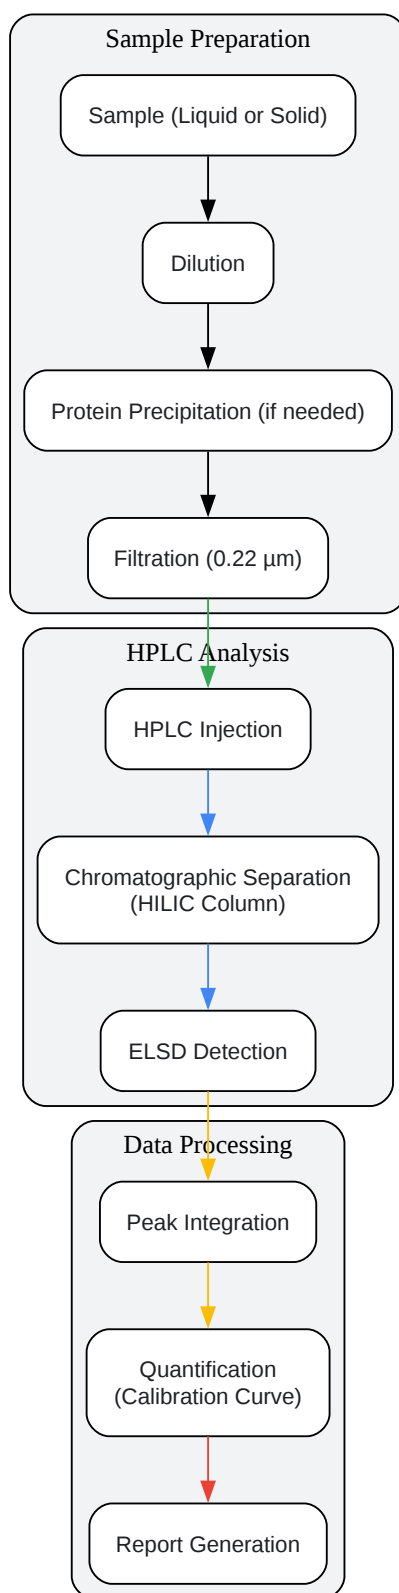 Sample Preparation
Sample (Liquid or Solid)
Dilution
Protein Precipitation (if needed)
Filtration (0.22 µm)
HPLC Analysis
HPLC Injection
Chromatographic Separation
(HILIC Column)
ELSD Detection
Data Processing
Peak Integration
Quantification
(Calibration Curve)
Report Generation